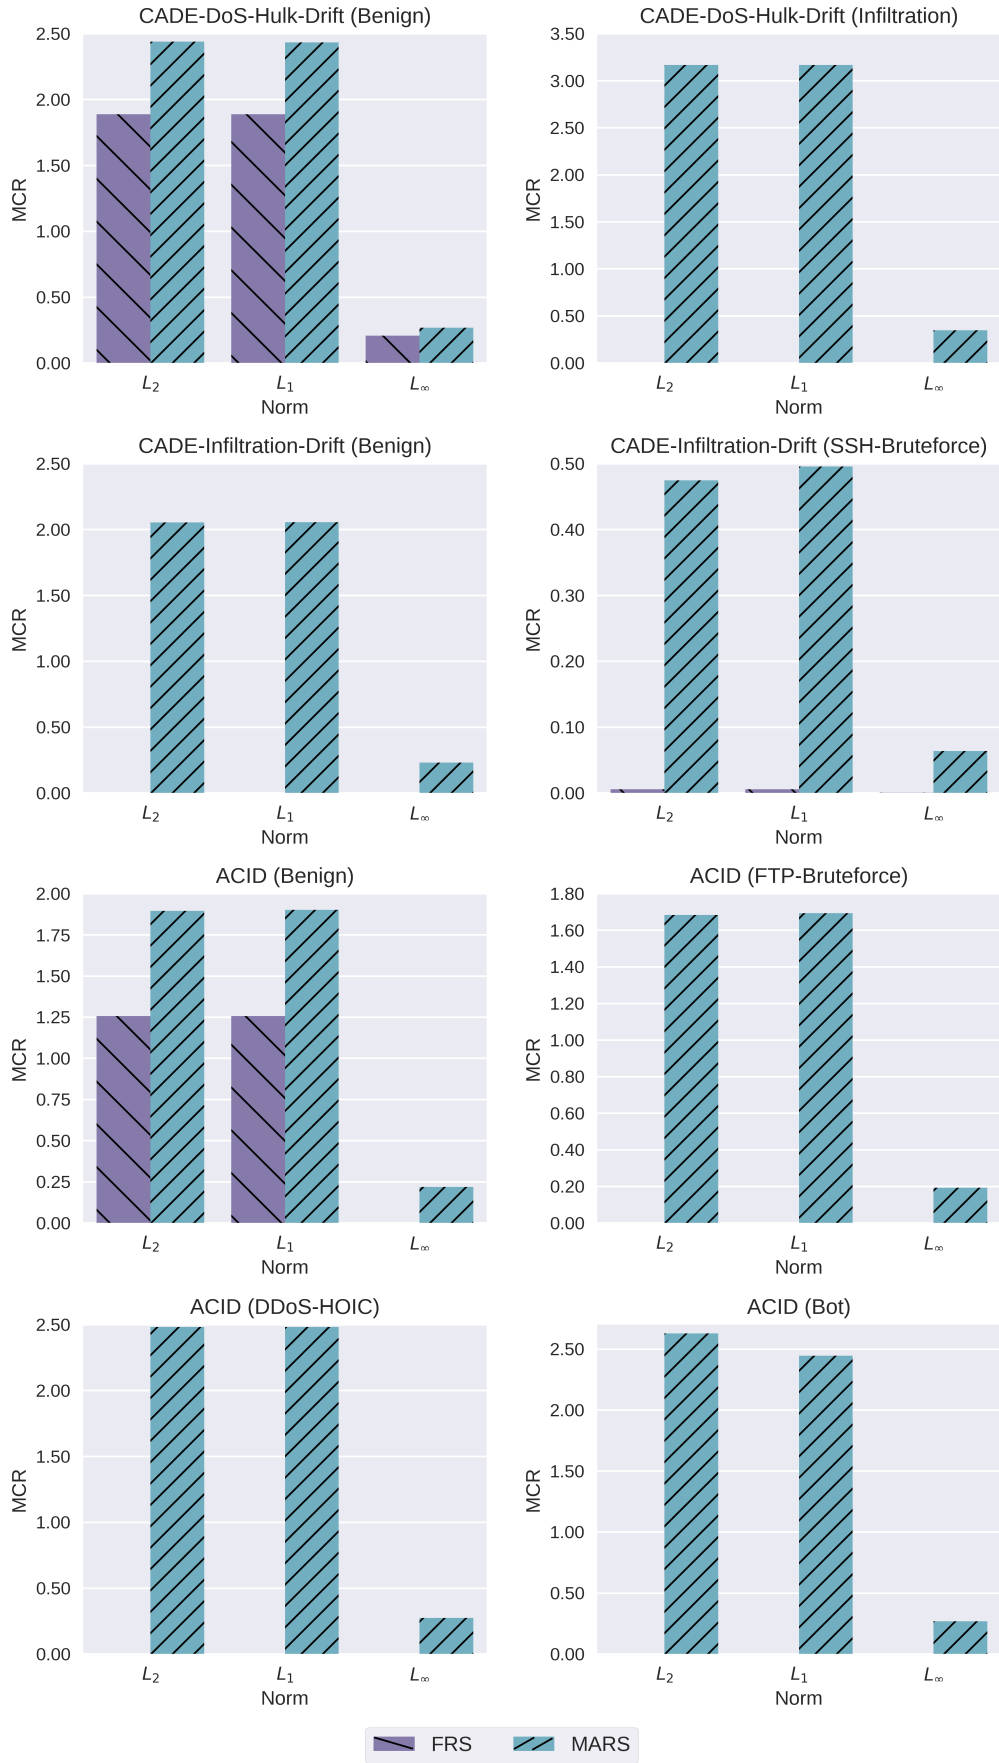 CADE-DoS-Hulk-Drift (Benign)
2.50
2.00
1.50
1.00
0.50
0.00
MCR
L₂ L₁ L∞
Norm
CADE-DoS-Hulk-Drift (Infiltration)
3.50
3.00
2.50
2.00
1.50
1.00
0.50
0.00
MCR
L₂ L₁ L∞
Norm
CADE-Infiltration-Drift (Benign)
2.50
2.00
1.50
1.00
0.50
0.00
MCR
L₂ L₁ L∞
Norm
CADE-Infiltration-Drift (SSH-Bruteforce)
0.50
0.40
0.30
0.20
0.10
0.00
MCR
L₂ L₁ L∞
Norm
ACID (Benign)
2.00
1.75
1.50
1.25
1.00
0.75
0.50
0.25
0.00
MCR
L₂ L₁ L∞
Norm
ACID (FTP-Bruteforce)
1.80
1.60
1.40
1.20
1.00
0.80
0.60
0.40
0.20
0.00
MCR
L₂ L₁ L∞
Norm
ACID (DDoS-HOIC)
2.50
2.00
1.50
1.00
0.50
0.00
MCR
L₂ L₁ L∞
Norm
ACID (Bot)
2.50
2.00
1.50
1.00
0.50
0.00
MCR
L₂ L₁ L∞
Norm
FRS MARS